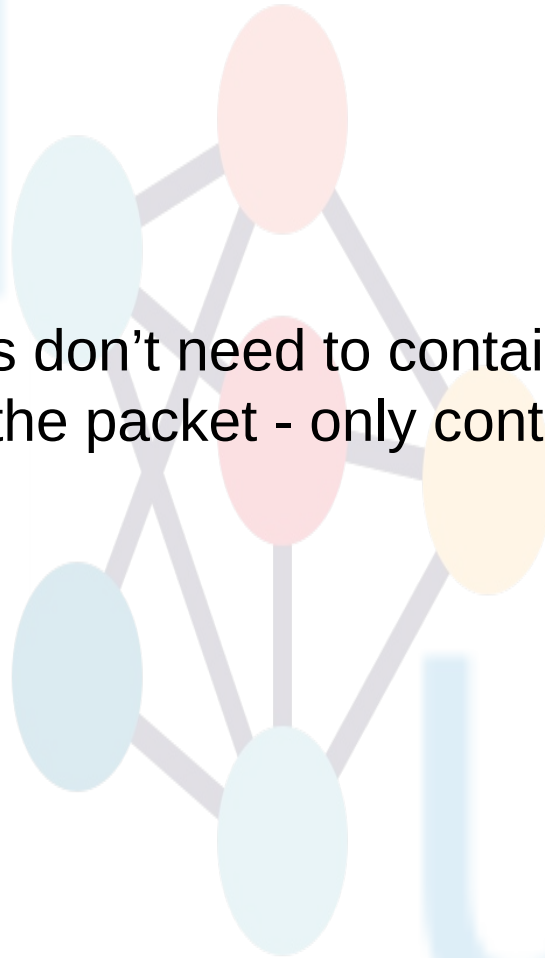 s don’t need to contai
the packet - only cont